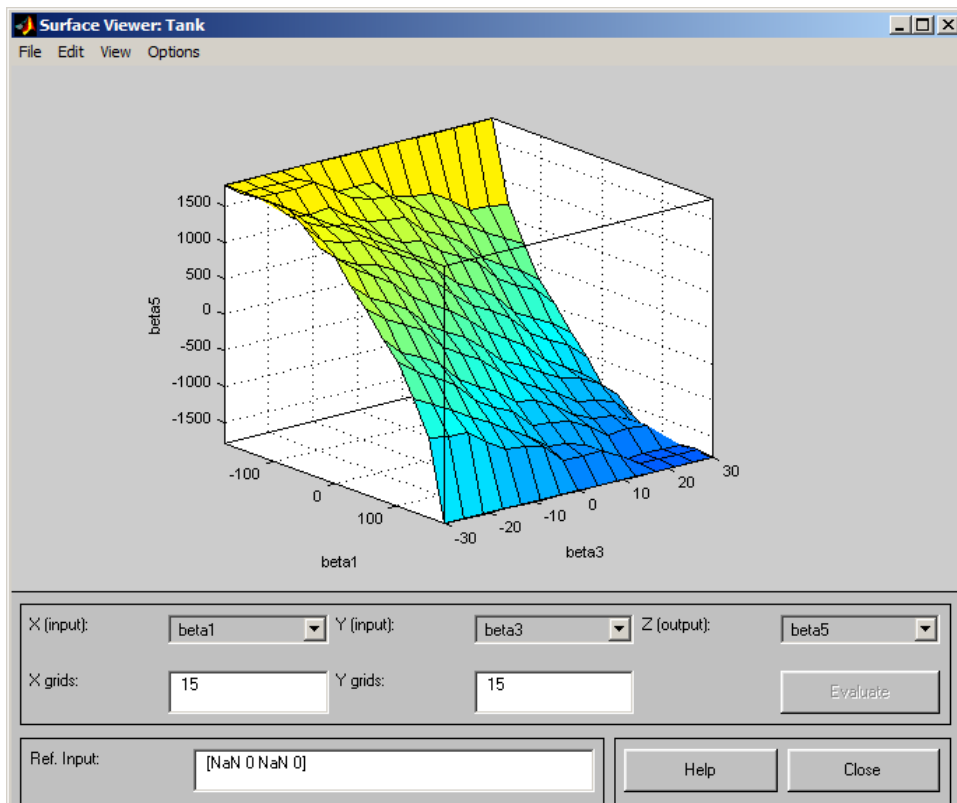 Surface Viewer: Tank
File Edit View Options
1500
1000
500
0
-500
-1000
-1500
beta5
-100
0
100
beta1
-30
-20
-10
0
10
20
30
beta3
X (input): beta1 Y (input): beta3 Z (output): beta5
X grids: 15 Y grids: 15 Evaluate
Ref. Input: [NaN 0 NaN 0] Help Close